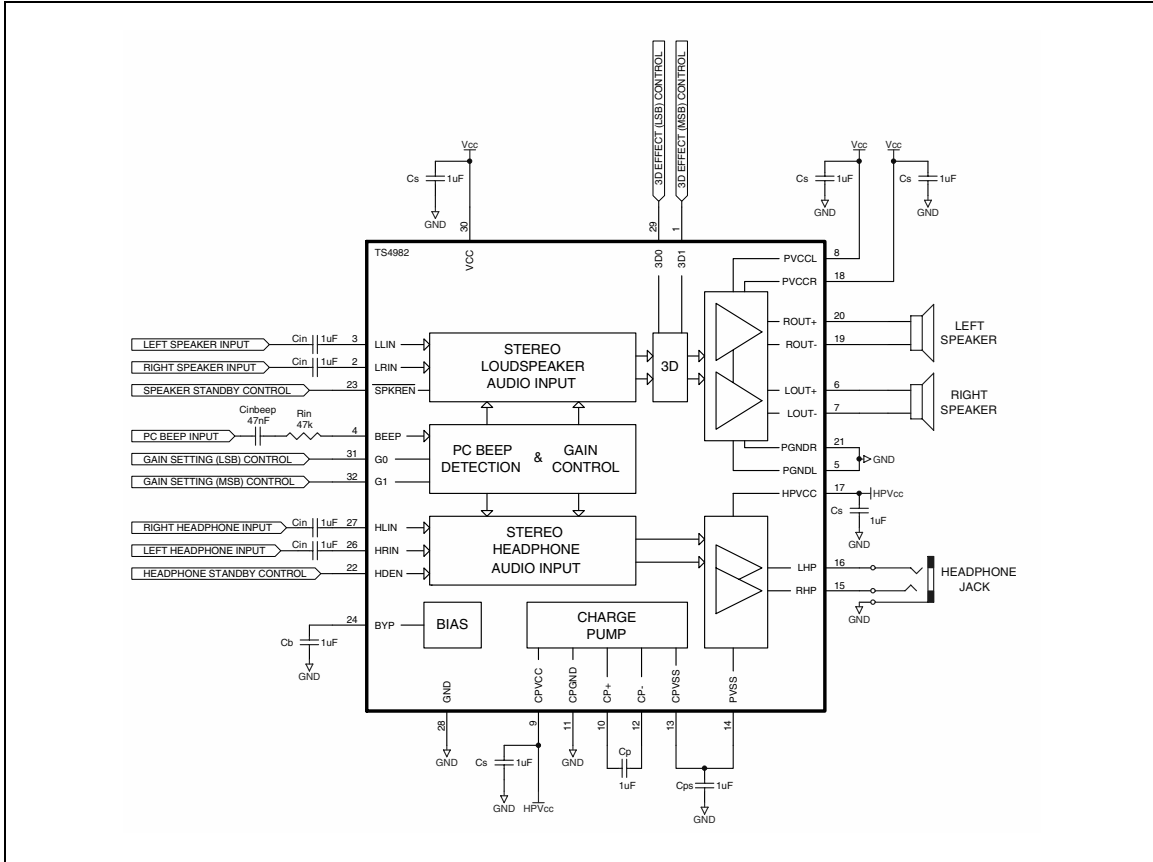 3D EFFECT (LSB) CONTROL
3D EFFECT (MSB) CONTROL
Vcc
Cs
1uF
GND
30
VCC
29
3D0
1
3D1
Vcc
Vcc
Cs
1uF
GND
Cs
1uF
GND
TS4982
PVCCL
8
PVCCR
18
ROUT+
20
ROUT-
19
LEFT
SPEAKER
LOUT+
6
LOUT-
7
RIGHT
SPEAKER
PGNDR
21
PGNDL
5
GND
HPVCC
17
HPVcc
Cs
1uF
GND
LHP
16
RHP
15
GND
HEADPHONE
JACK
LEFT SPEAKER INPUT
Cin
1uF
3
LLIN
RIGHT SPEAKER INPUT
Cin
1uF
2
LRIN
SPEAKER STANDBY CONTROL
23
SPKREN
STEREO
LOUDSPEAKER
AUDIO INPUT
3D
Cinbeep
47nF
Rin
47k
PC BEEP INPUT
4
BEEP
GAIN SETTING (LSB) CONTROL
31
G0
GAIN SETTING (MSB) CONTROL
32
G1
PC BEEP & GAIN
DETECTION CONTROL
RIGHT HEADPHONE INPUT
Cin
1uF
27
HLIN
LEFT HEADPHONE INPUT
Cin
1uF
26
HRIN
HEADPHONE STANDBY CONTROL
22
HDEN
STEREO
HEADPHONE
AUDIO INPUT
24
BYP
BIAS
Cb
1uF
GND
CHARGE
PUMP
GND
28
GND
CPVCC
9
Cs
1uF
GND
HPVcc
CPGND
11
GND
CP+
10
CP-
12
Cp
1uF
CPVSS
13
PVSS
14
Cps
1uF
GND